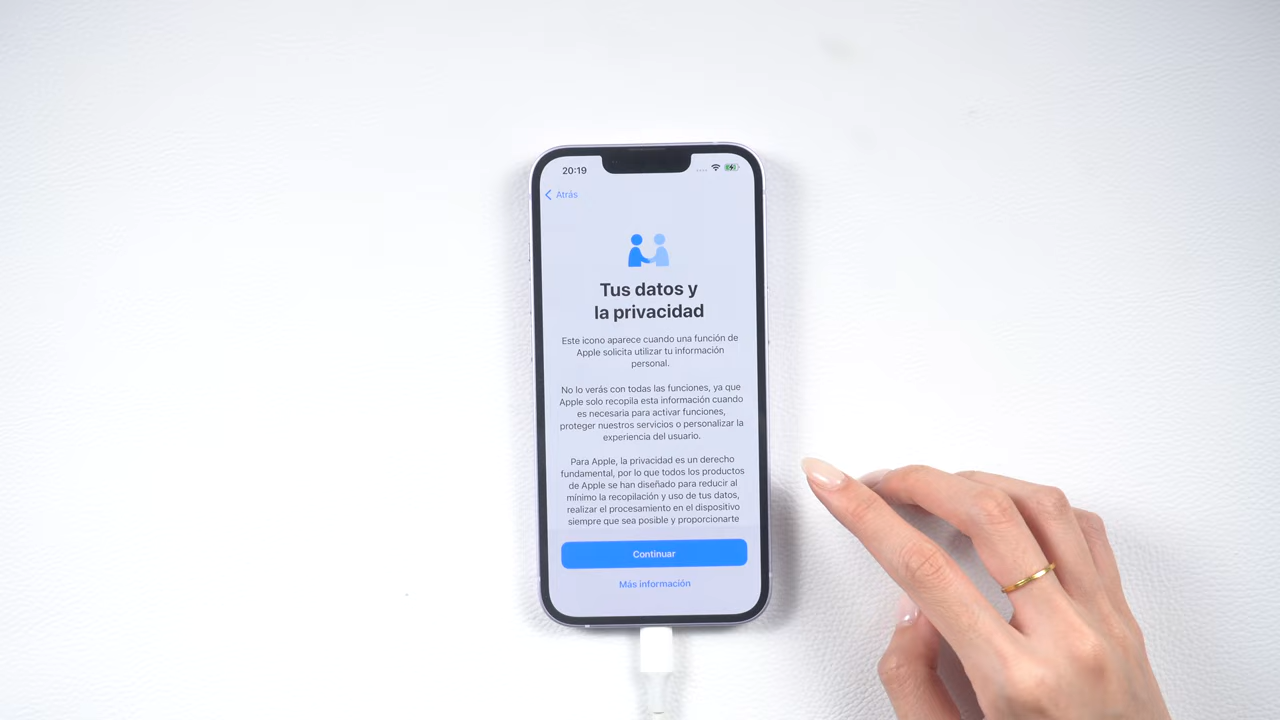 20:19
Atrás
Tus datos y
la privacidad
Este icono aparece cuando una función de
Apple solicita utilizar tu información
personal.
No lo verás con todas las funciones, ya que
Apple solo recopila esta información cuando
es necesaria para activar funciones,
proteger nuestros servicios o personalizar la
experiencia del usuario.
Para Apple, la privacidad es un derecho
fundamental, por lo que todos los productos
de Apple se han diseñado para reducir al
mínimo la recopilación y uso de tus datos,
realizar el procesamiento en el dispositivo
siempre que sea posible y proporcionarte
Continuar
Más información